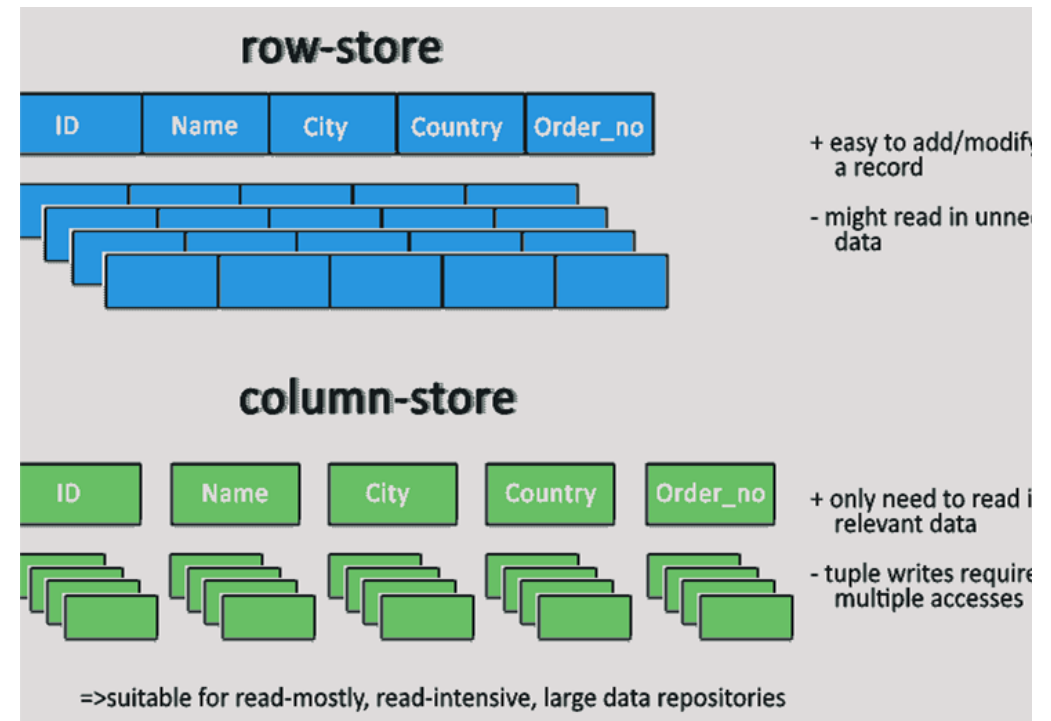 row-store
ID Name City Country Order_no
+ easy to add/modify
a record
- might read in
data
column-store
ID Name City Country Order_no
+ only need to read
relevant data
- tuple writes require
multiple accesses
=>suitable for read-mostly, read-intensive, large data repositories